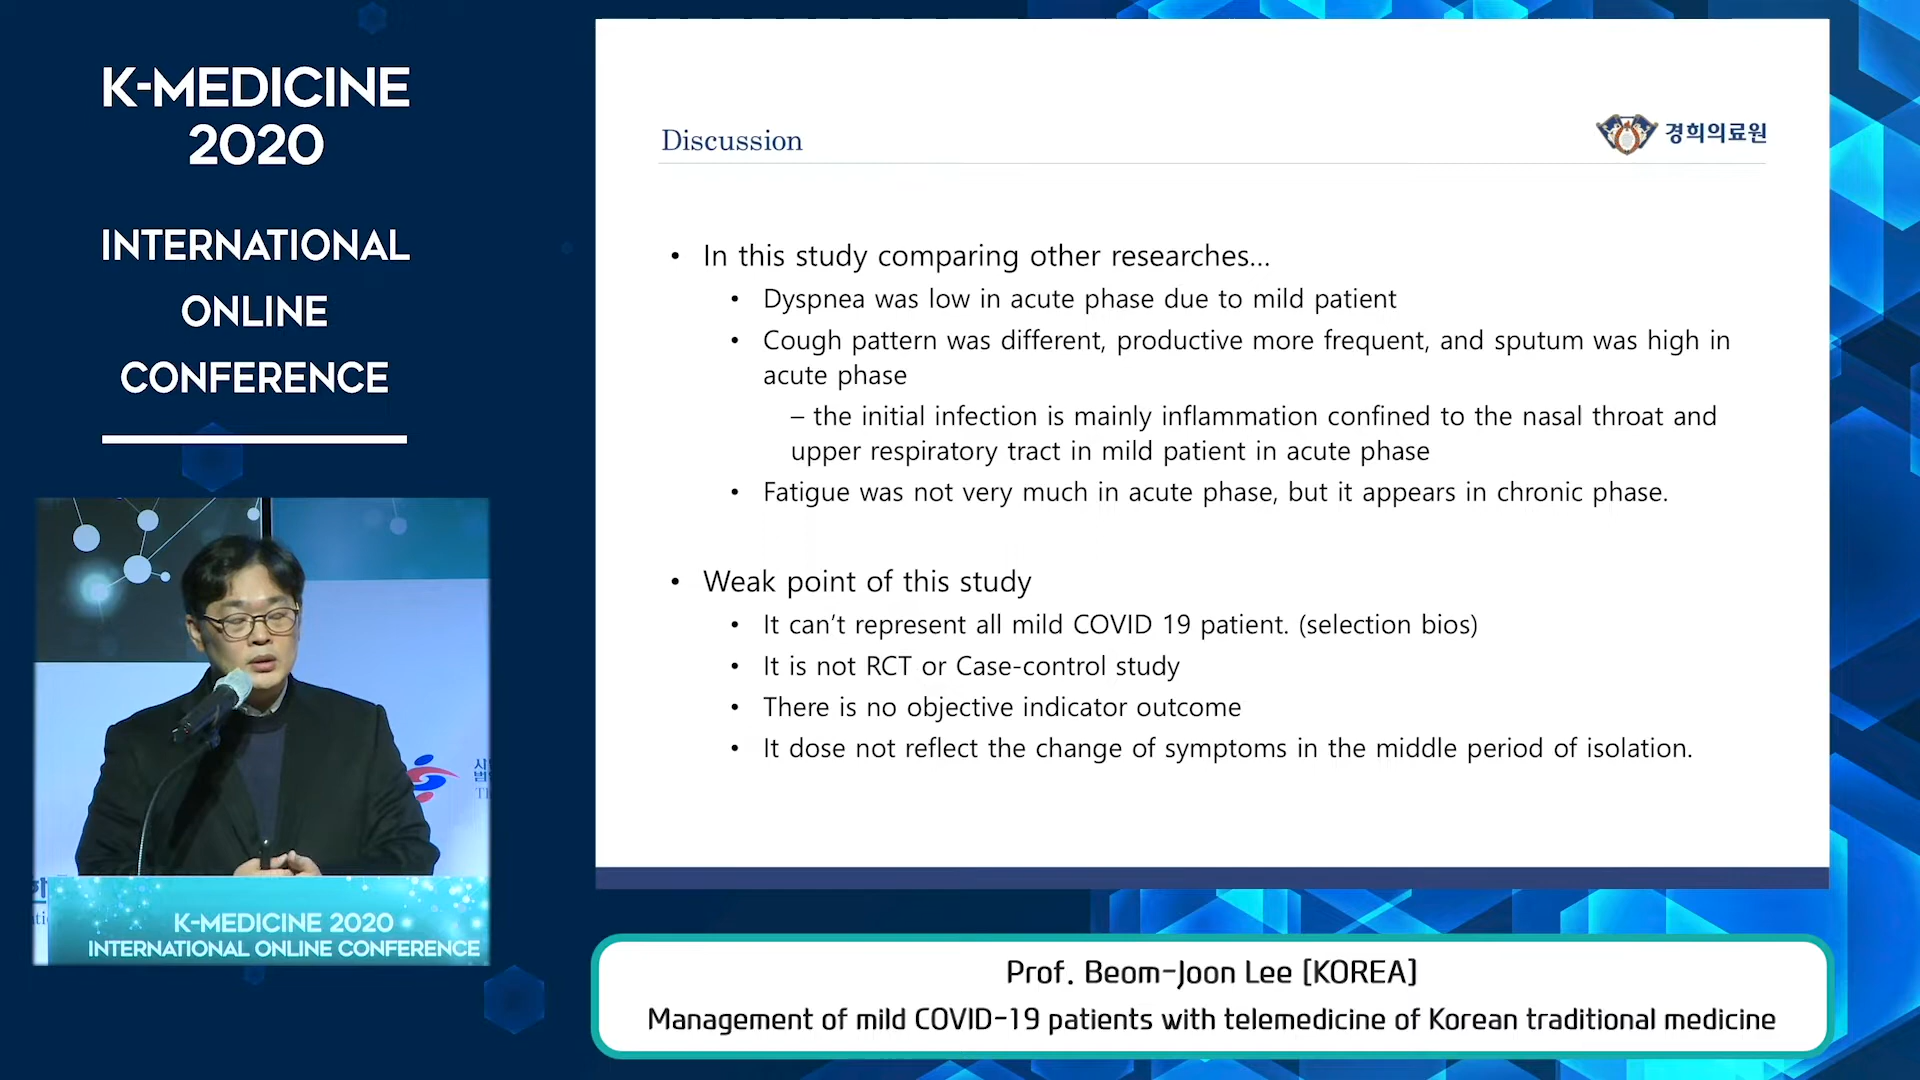 K-MEDICINE
2020
INTERNATIONAL
ONLINE
CONFERENCE
Discussion
경희의료원
• In this study comparing other researches...
• Dyspnea was low in acute phase due to mild patient
• Cough pattern was different, productive more frequent, and sputum was high in
acute phase
– the initial infection is mainly inflammation confined to the nasal throat and
upper respiratory tract in mild patient in acute phase
• Fatigue was not very much in acute phase, but it appears in chronic phase.
• Weak point of this study
• It can’t represent all mild COVID 19 patient. (selection bios)
• It is not RCT or Case-control study
• There is no objective indicator outcome
• It dose not reflect the change of symptoms in the middle period of isolation.
K-MEDICINE 2020
INTERNATIONAL ONLINE CONFERENCE
Prof. Beom-Joon Lee [KOREA]
Management of mild COVID-19 patients with telemedicine of Korean traditional medicine